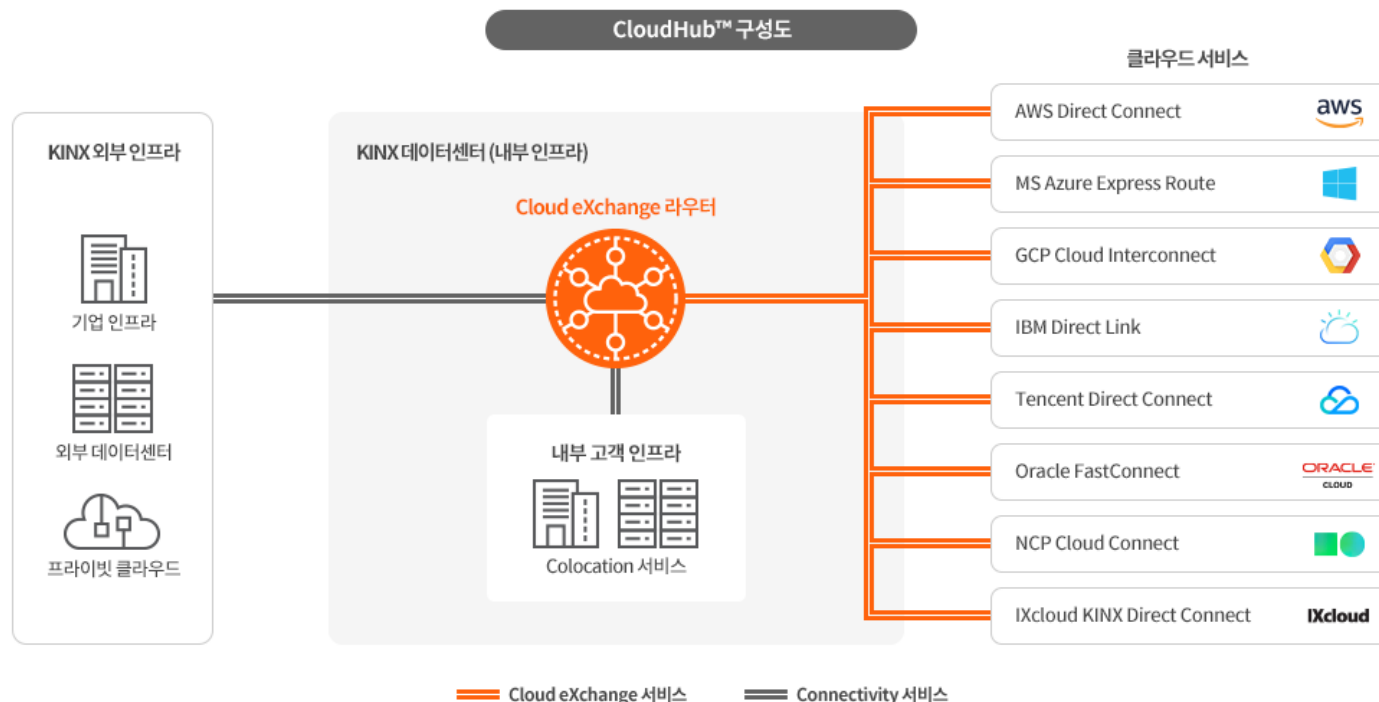 CloudHub™ 구성도
클라우드 서비스
KINX 외부 인프라
기업 인프라
외부 데이터센터
프라이빗 클라우드
KINX 데이터센터 (내부 인프라)
Cloud eXchange 라우터
내부 고객 인프라
Colocation 서비스
AWS Direct Connect
aws
MS Azure Express Route
GCP Cloud Interconnect
IBM Direct Link
Tencent Direct Connect
Oracle FastConnect
ORACLE
CLOUD
NCP Cloud Connect
IXcloud KINX Direct Connect
IXcloud
Cloud eXchange 서비스
Connectivity 서비스